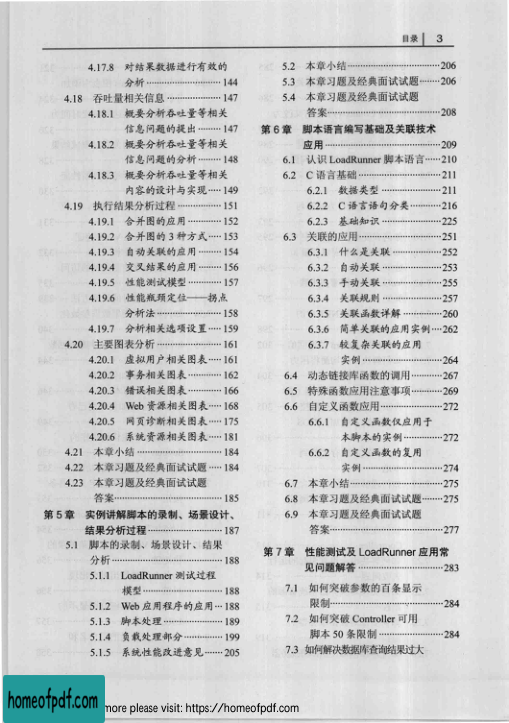 目录 3
4.17.8 对结果数据进行有效的
分析……………………144
4.18 吞吐量相关信息………………147
4.18.1 概要分析吞吐量等相关
信息问题的提出………147
4.18.2 概要分析吞吐量等相关
信息问题的分析………148
4.18.3 概要分析吞吐量等相关
内容的设计与实现……149
4.19 执行结果分析过程……………151
4.19.1 合并图的应用…………152
4.19.2 合并图的3种方式……153
4.19.3 自动关联的应用………154
4.19.4 交叉结果的应用………156
4.19.5 性能测试模型…………157
4.19.6 性能瓶颈定位——拐点
分析法…………………158
4.19.7 分析相关选项设置……159
4.20 主要图表分析…………………161
4.20.1 虚拟用户相关图表……161
4.20.2 事务相关图表…………162
4.20.3 错误相关图表…………166
4.20.4 Web资源相关图表……168
4.20.5 网页诊断相关图表……175
4.20.6 系统资源相关图表……181
4.21 本章小结………………………184
4.22 本章习题及经典面试试题……184
4.23 本章习题及经典面试试题
答案……………………………185
第5章 实例讲解脚本的录制、场景设计、
结果分析过程……………………187
5.1 脚本的录制、场景设计、结果
分析……………………………188
5.1.1 LoadRunner测试过程
模型……………………188
5.1.2 Web应用程序的应用…188
5.1.3 脚本处理………………189
5.1.4 负载处理部分…………199
5.1.5 系统性能改进意见……205
5.2 本章小结………………………206
5.3 本章习题及经典面试试题……206
5.4 本章习题及经典面试试题
答案……………………………208
第6章 脚本语言编写基础及关联技术
应用………………………………209
6.1 认识LoadRunner脚本语言……210
6.2 C语言基础……………………211
6.2.1 数据类型………………211
6.2.2 C语言语句分类………216
6.2.3 基础知识………………225
6.3 关联的应用……………………251
6.3.1 什么是关联……………252
6.3.2 自动关联………………253
6.3.3 手动关联………………255
6.3.4 关联规则………………257
6.3.5 关联函数详解…………260
6.3.6 简单关联的应用实例…262
6.3.7 较复杂关联的应用
实例……………………264
6.4 动态链接库函数的调用………267
6.5 特殊函数应用注意事项………269
6.6 自定义函数应用………………272
6.6.1 自定义函数仅应用于
本脚本的实例…………272
6.6.2 自定义函数的复用
实例……………………274
6.7 本章小结………………………275
6.8 本章习题及经典面试试题……275
6.9 本章习题及经典面试试题
答案……………………………277
第7章 性能测试及LoadRunner应用常
见问题解答………………………283
7.1 如何突破参数的百条显示
限制……………………………284
7.2 如何突破Controller可用
脚本50条限制…………………284
7.3 如何解决数据库查询结果过大
homeofpdf.com
more please visit: https://homeofpdf.com